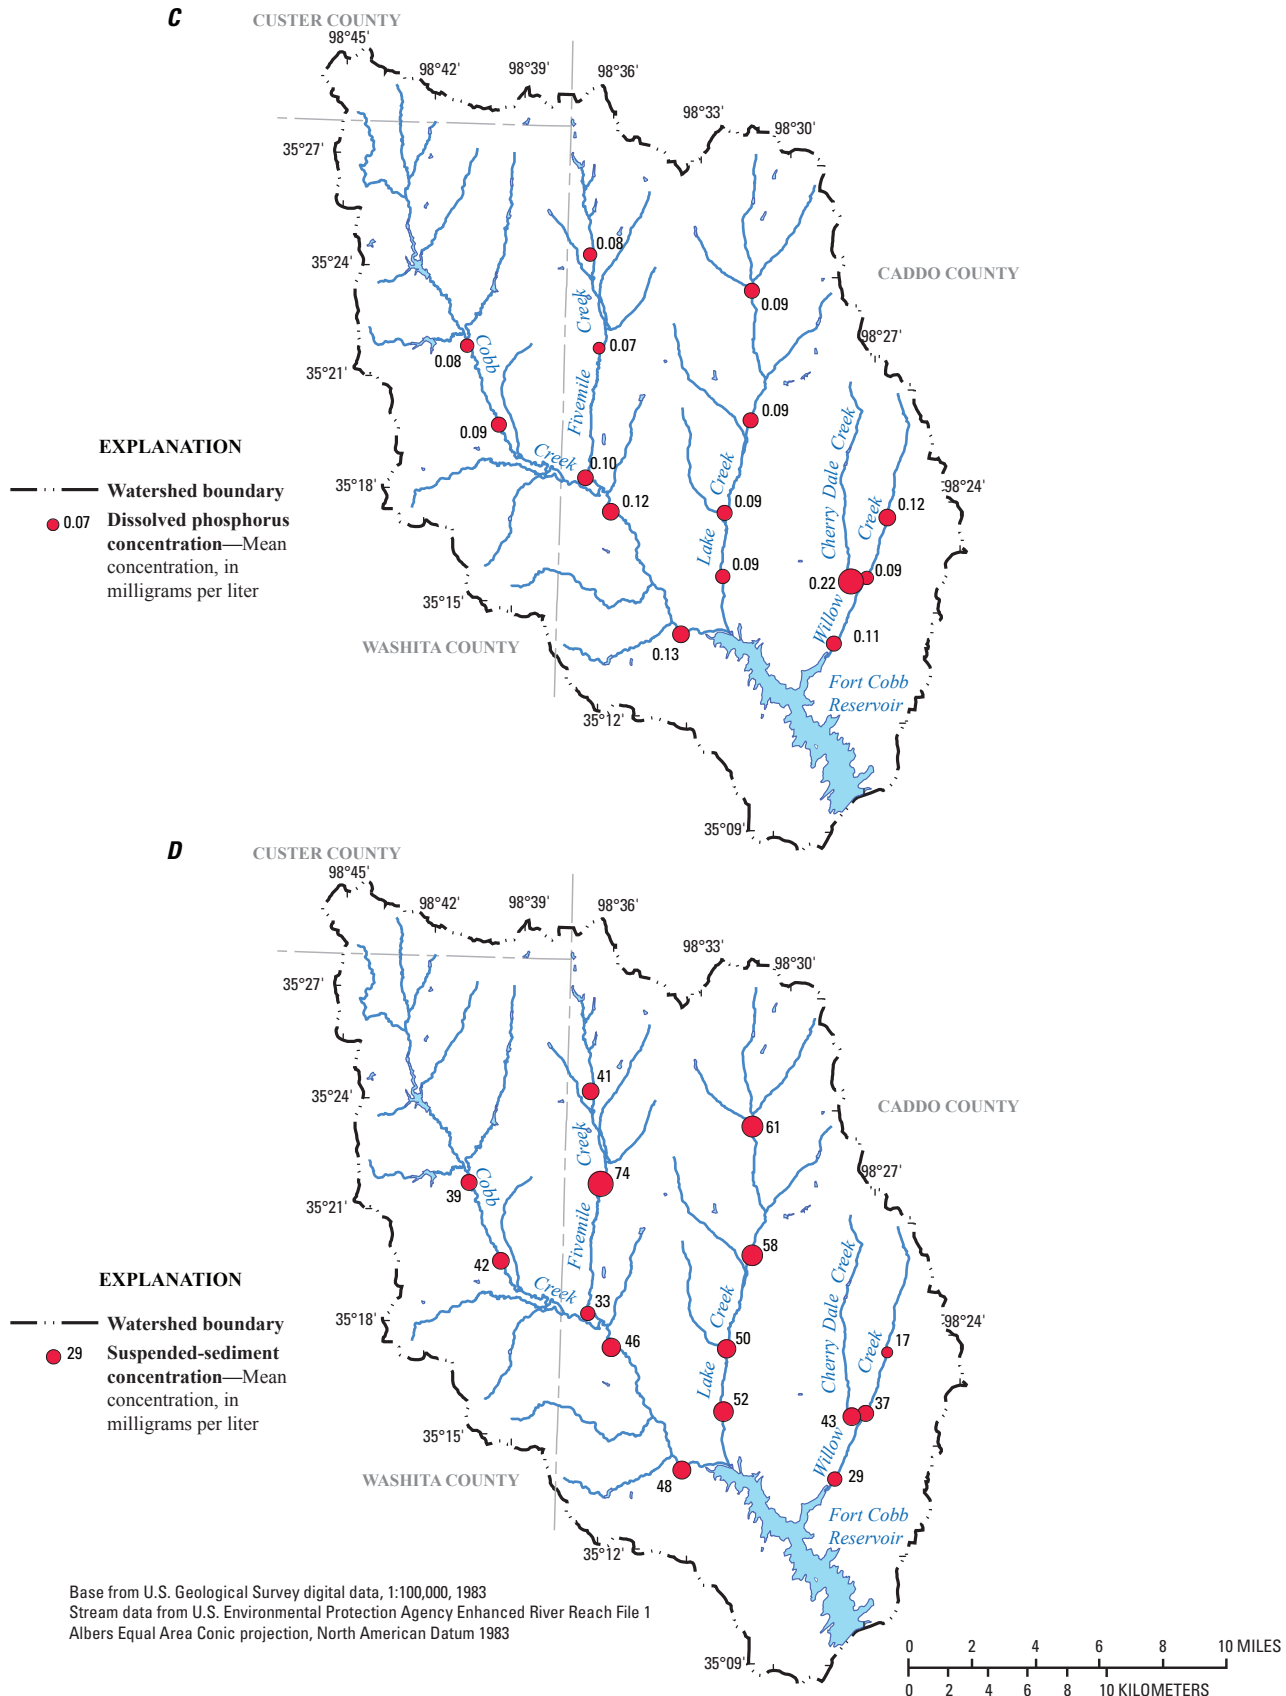 C
CUSTER COUNTY
98°45'
98°42'
98°39'
98°36'
98°33'
98°30'
35°27'
0.08
35°24'
CADDO COUNTY
0.09
Creek
98°27'
0.07
Cobb
0.08
35°21'
Fivemile
0.09
Cherry Dale Creek
0.09
EXPLANATION
Creek
0.10
Creek
Watershed boundary
35°18'
98°24'
0.12
0.09
0.12
Creek
0.07 Dissolved phosphorus
concentration—Mean
concentration, in
milligrams per liter
Lake
0.09
0.22
0.09
35°15'
Willow
WASHITA COUNTY
0.13
0.11
Fort Cobb
Reservoir
35°12'
35°09'
D
CUSTER COUNTY
98°45'
98°42'
98°39'
98°36'
98°33'
98°30'
35°27'
41
35°24'
CADDO COUNTY
61
Creek
98°27'
74
Cobb
39
35°21'
Fivemile
58
Cherry Dale Creek
42
EXPLANATION
Creek
33
Creek
Watershed boundary
35°18'
98°24'
46
50
17
Creek
29 Suspended-sediment
concentration—Mean
concentration, in
milligrams per liter
Lake
52
43
37
35°15'
Willow
WASHITA COUNTY
48
29
Fort Cobb
Reservoir
35°12'
Base from U.S. Geological Survey digital data, 1:100,000, 1983
Stream data from U.S. Environmental Protection Agency Enhanced River Reach File 1
Albers Equal Area Conic projection, North American Datum 1983
35°09'
0 2 4 6 8 10 MILES
0 2 4 6 8 10 KILOMETERS